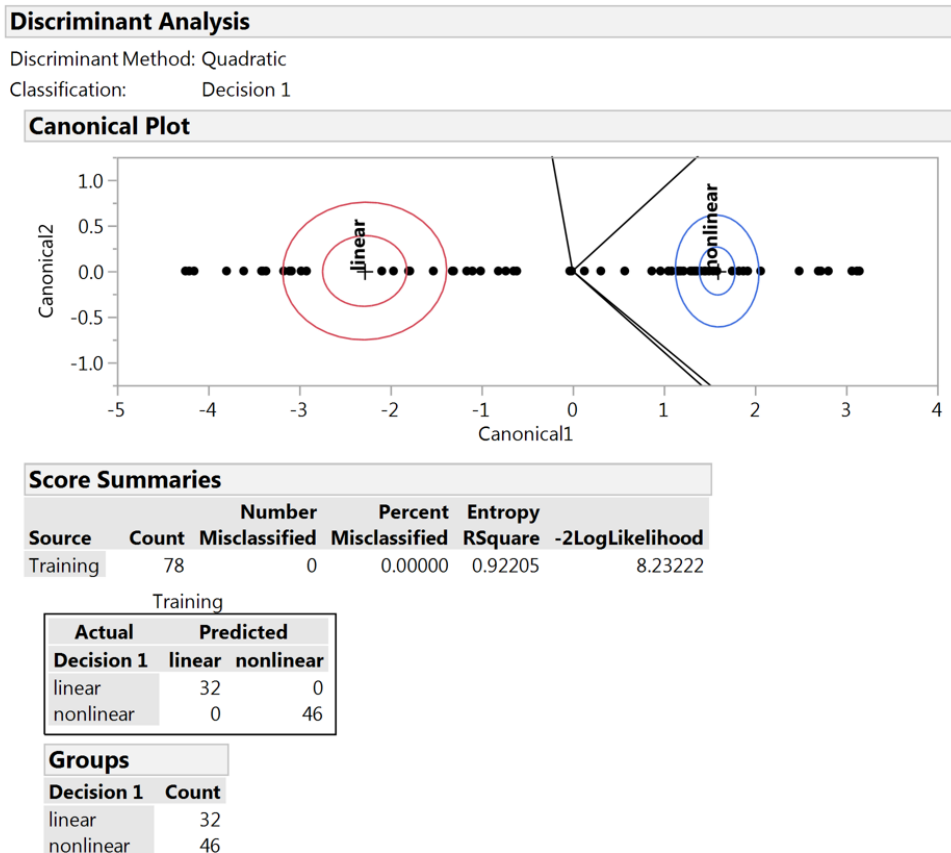 Discriminant Analysis
Discriminant Method: Quadratic
Classification: Decision 1
Canonical Plot
1.0
0.5
0.0
-0.5
-1.0
Canonical2
linear
nonlinear
-5 -4 -3 -2 -1 0 1 2 3 4
Canonical1
Score Summaries
Number Percent Entropy
Source Count Misclassified Misclassified RSquare -2LogLikelihood
Training 78 0 0.00000 0.92205 8.23222
Training
Actual Predicted
Decision 1 linear nonlinear
linear 32 0
nonlinear 0 46
Groups
Decision 1 Count
linear 32
nonlinear 46